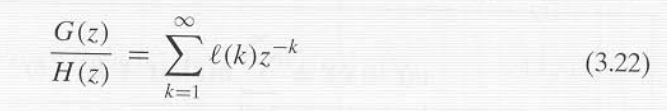 G(z)/H(z) = ∑_{k=1}^{∞} ℓ(k)z^{-k} (3.22)